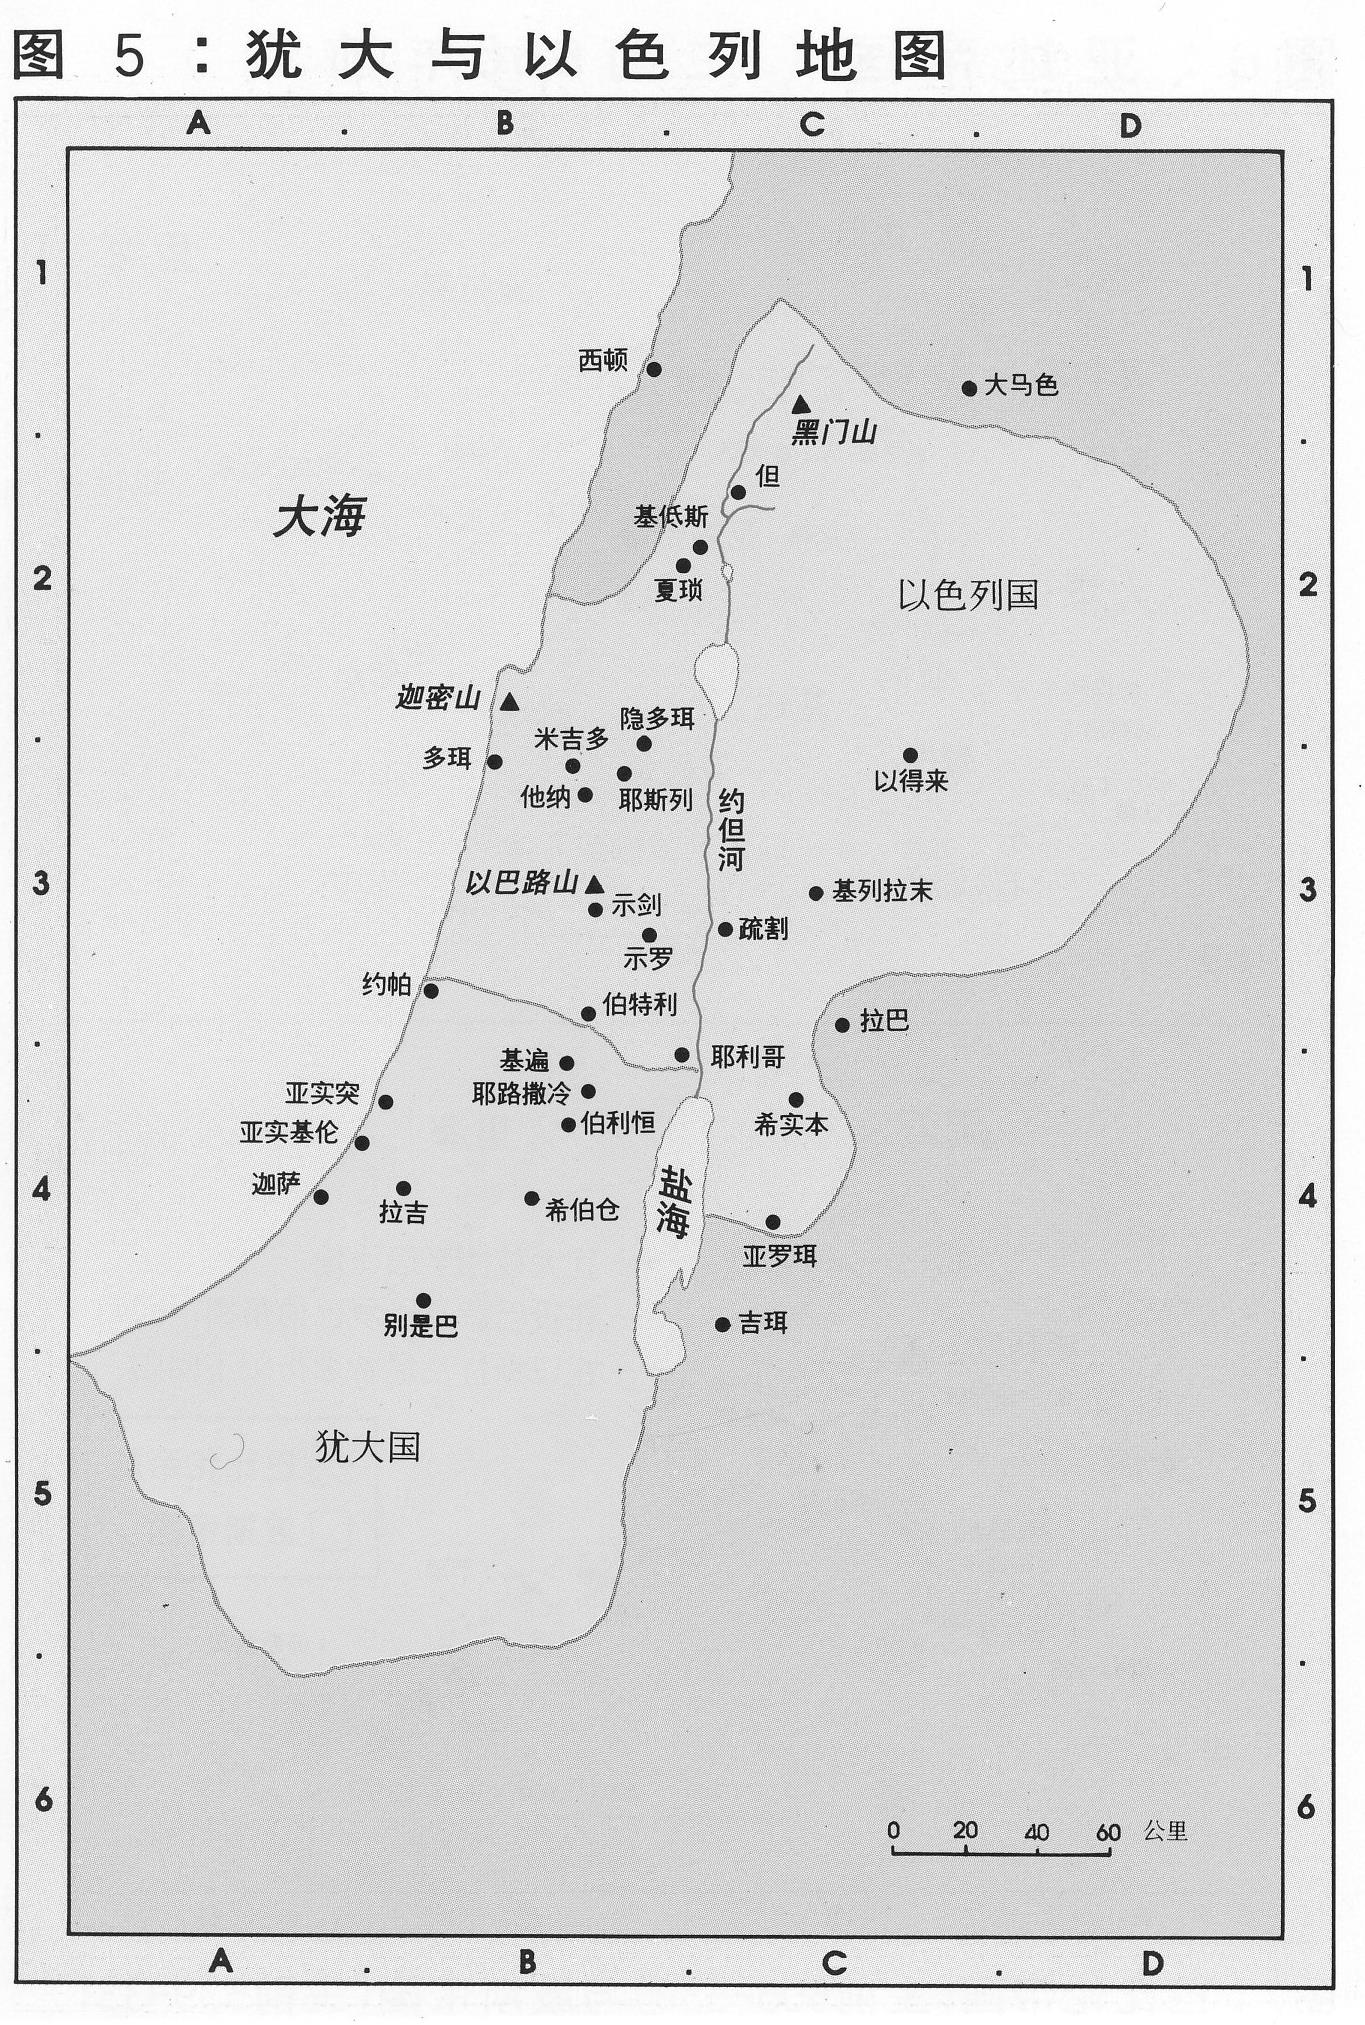 图 5 ：犹大与以色列地图
A . B . C . D
1
1
西顿
大马色
.
.
黑门山
但
大海
基低斯
2
2
夏琐
以色列国
迦密山
隐多珥
米吉多
.
.
多珥
以得来
他纳
耶斯列
约但河
3
3
以巴路山
基列拉末
示剑
疏割
示罗
约帕
伯特利
拉巴
.
.
基遍
耶利哥
亚实突
耶路撒冷
希实本
亚实基伦
伯利恒
迦萨
盐海
4
4
拉吉
希伯仑
亚罗珥
别是巴
吉珥
.
.
犹大国
5
5
.
.
6
6
0 20 40 60 公里
A . B . C . D